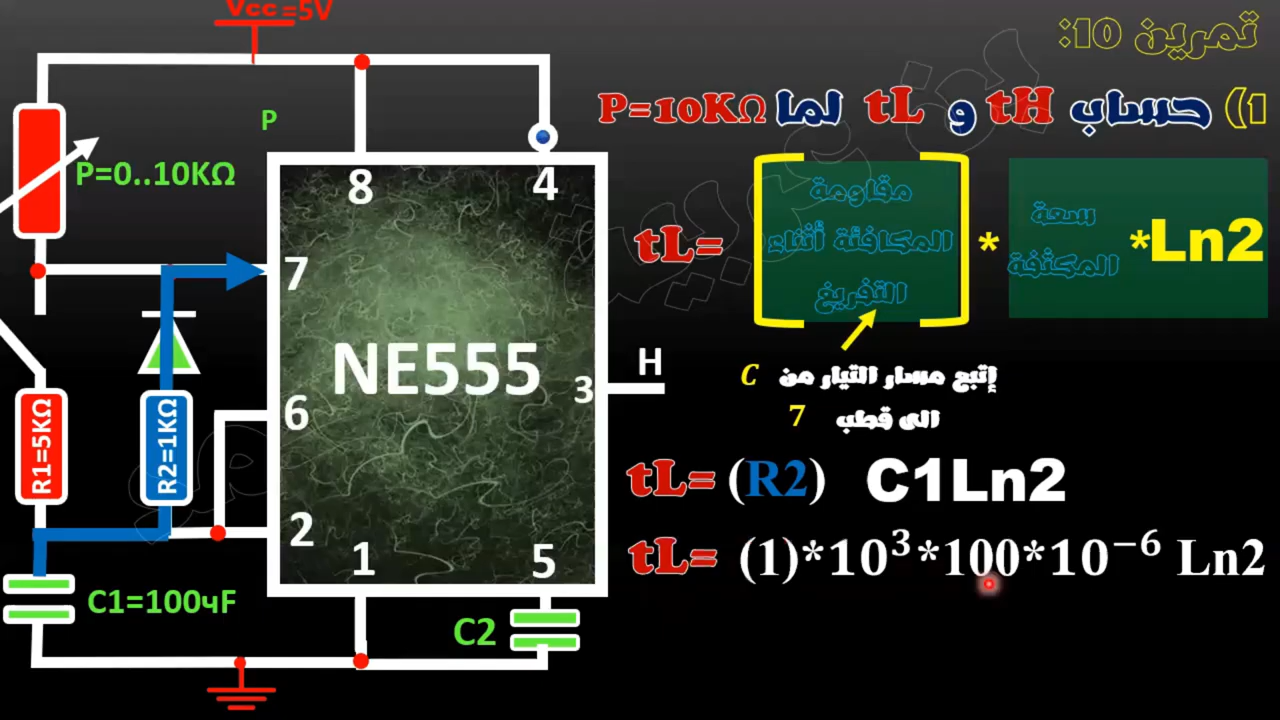 Vcc =5V
تمرين 10:
1) حساب tH و tL لما P=10KΩ
P
P=0..10KΩ
8
4
7
NE555
6
3
H
2
1
5
R1=5KΩ
R2=1KΩ
C1=100чF
C2
tL= [مقاومة المكافئة أثناء التفريغ] * سعة المكثفة *Ln2
إتبع مسار التيار من C
الى قطب 7
tL= (R2) C1Ln2
tL= (1)*10³*100*10⁻⁶ Ln2